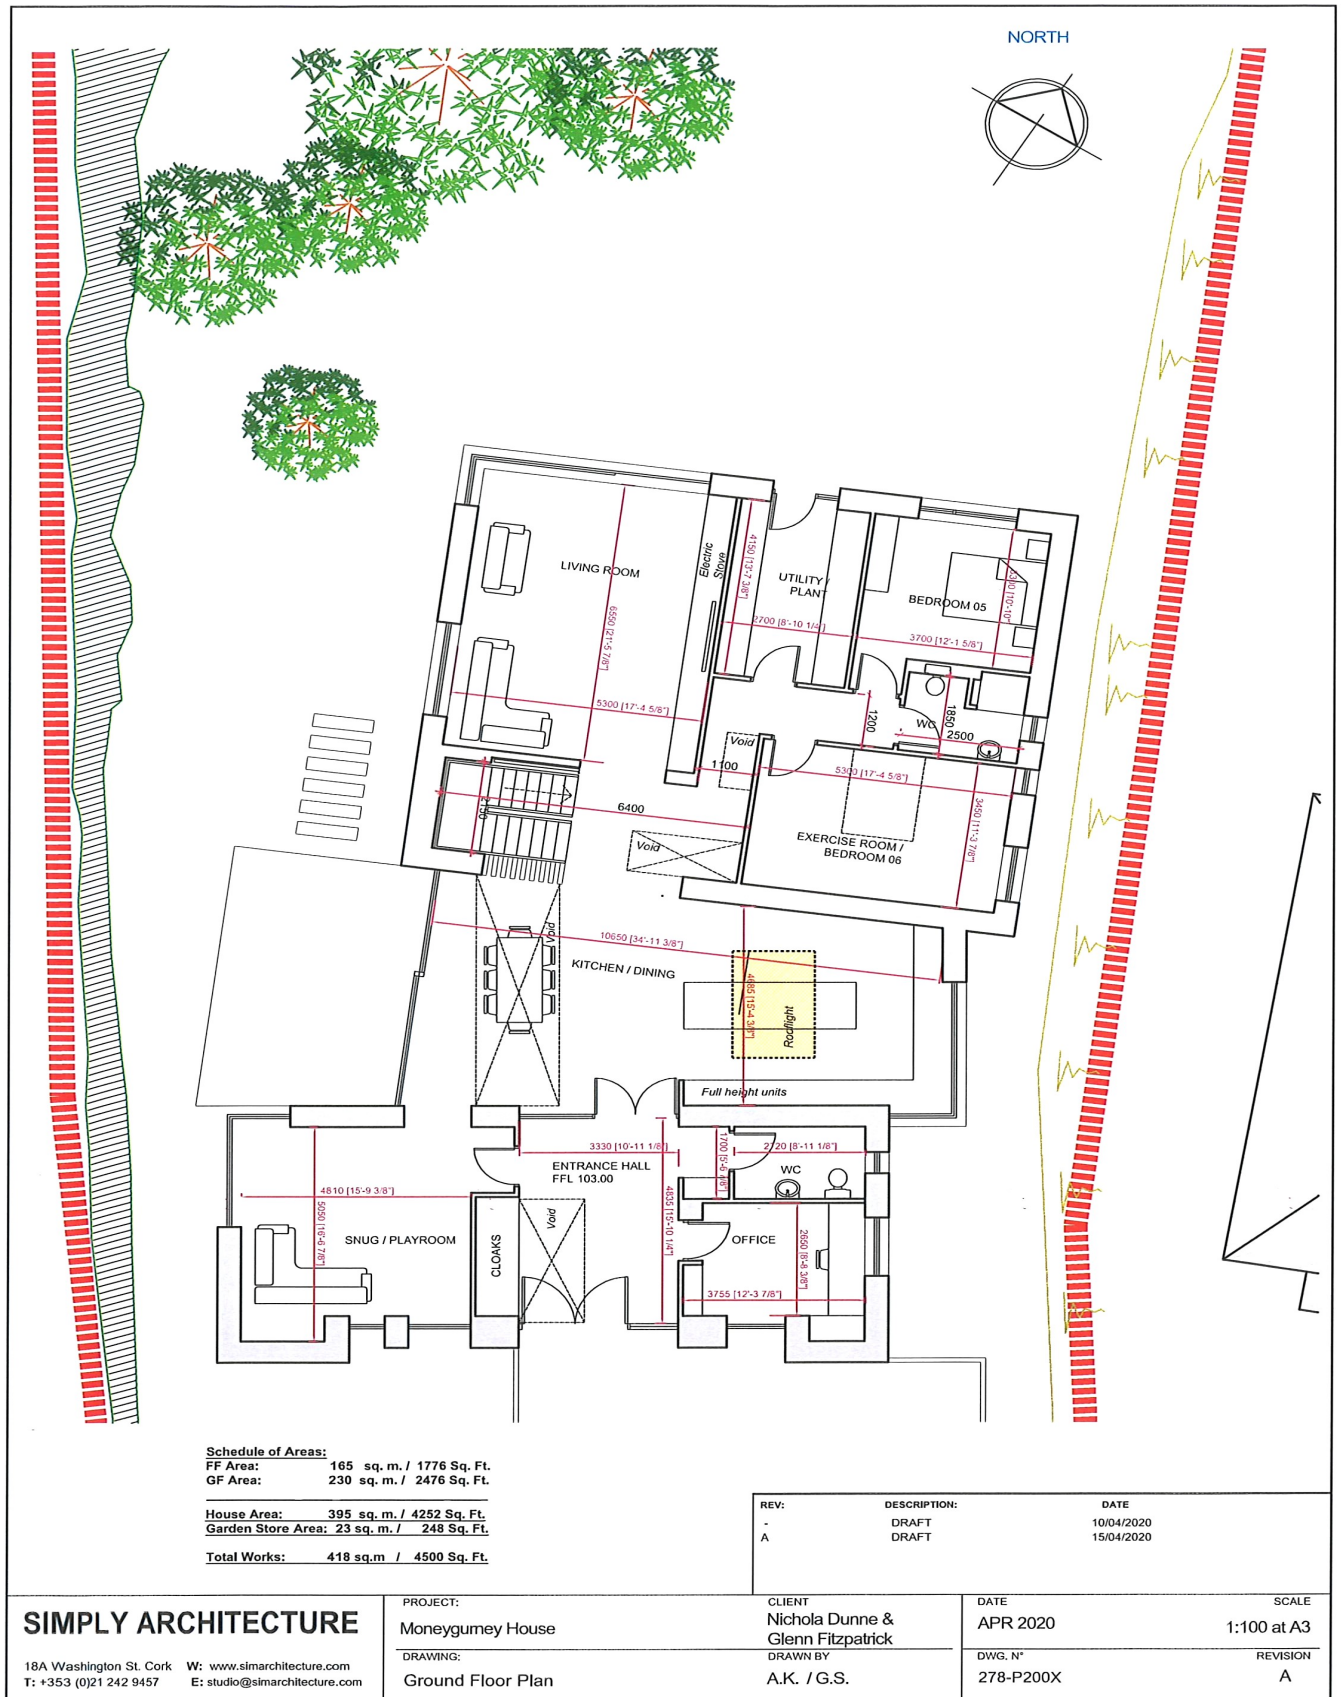 NORTH
LIVING ROOM
Electric
Stove
4150 [13'-7 3/8"]
UTILITY /
PLANT
2700 [8'-10 1/4"]
BEDROOM 05
3300 [10'-10"]
3700 [12'-1 5/8"]
6550 [21'-5 7/8"]
5300 [17'-4 5/8"]
1200
WC
1850
2500
Void
1100
5300 [17'-4 5/8"]
2150
6400
3450 [11'-3 7/8"]
EXERCISE ROOM /
BEDROOM 06
Void
Void
10650 [34'-11 3/8"]
KITCHEN / DINING
4685 [15'-4 3/8"]
Rooflight
Full height units
3330 [10'-11 1/8"]
1700 [5'-6 7/8"]
2720 [8'-11 1/8"]
ENTRANCE HALL
FFL 103.00
WC
4810 [15'-9 3/8"]
5050 [16'-6 7/8"]
4835 [15'-10 1/4"]
SNUG / PLAYROOM
CLOAKS
Void
OFFICE
2650 [8'-8 3/8"]
3755 [12'-3 7/8"]
Schedule of Areas:
FF Area: 165 sq. m. / 1776 Sq. Ft.
GF Area: 230 sq. m. / 2476 Sq. Ft.
House Area: 395 sq. m. / 4252 Sq. Ft.
Garden Store Area: 23 sq. m. / 248 Sq. Ft.
Total Works: 418 sq.m / 4500 Sq. Ft.
REV: DESCRIPTION: DATE
- DRAFT 10/04/2020
A DRAFT 15/04/2020
SIMPLY ARCHITECTURE
18A Washington St. Cork W: www.simarchitecture.com
T: +353 (0)21 242 9457 E: studio@simarchitecture.com
PROJECT:
Moneygurney House
DRAWING:
Ground Floor Plan
CLIENT
Nichola Dunne &
Glenn Fitzpatrick
DRAWN BY
A.K. / G.S.
DATE
APR 2020
SCALE
1:100 at A3
DWG. N°
278-P200X
REVISION
A